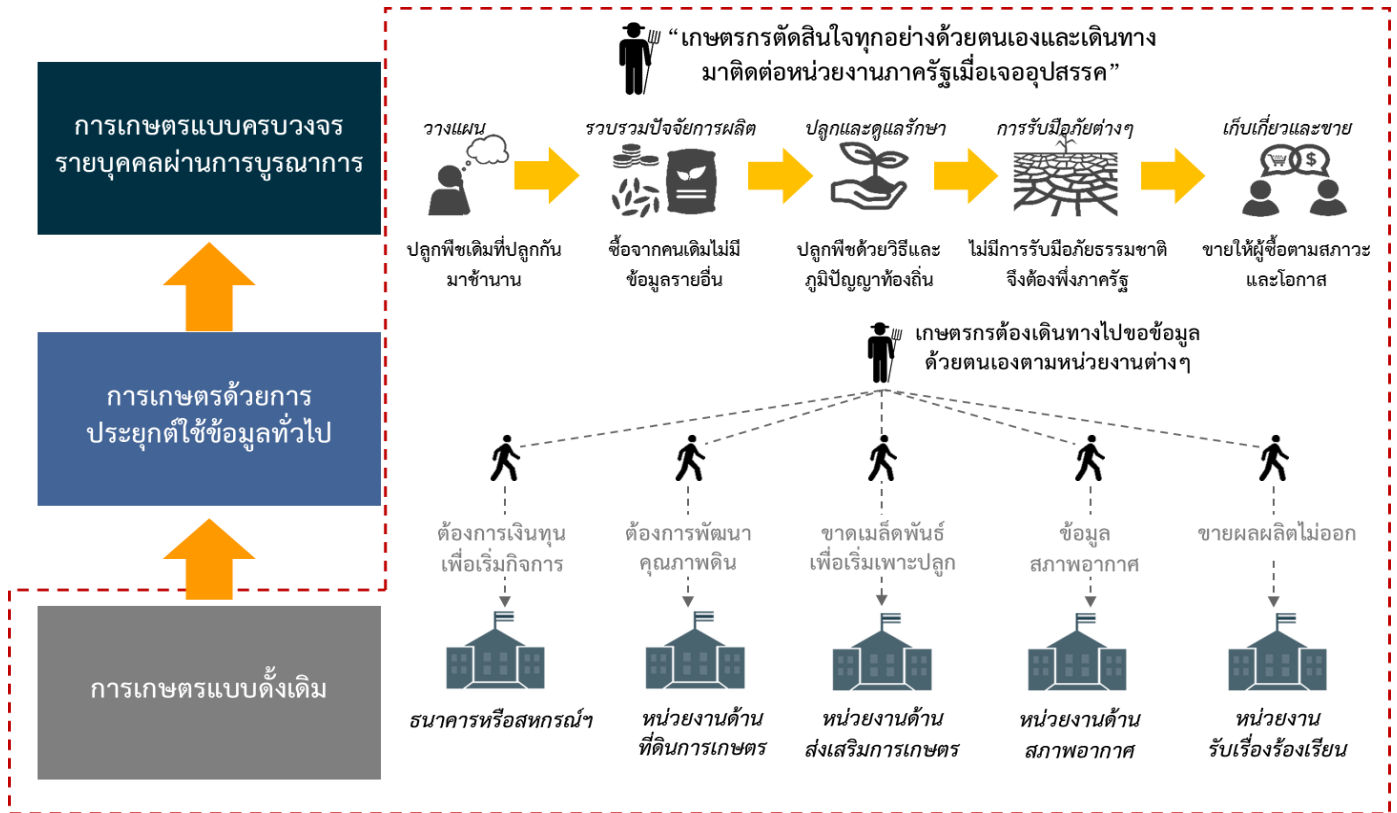 การเกษตรแบบครบวงจร
รายบุคคลผ่านการบูรณาการ
การเกษตรด้วยการ
ประยุกต์ใช้ข้อมูลทั่วไป
การเกษตรแบบดั้งเดิม
“เกษตรกรตัดสินใจทุกอย่างด้วยตนเองและเดินทาง
มาติดต่อหน่วยงานภาครัฐเมื่อเจออุปสรรค”
วางแผน
รวบรวมปัจจัยการผลิต
ปลูกและดูแลรักษา
การรับมือภัยต่างๆ
เก็บเกี่ยวและขาย
$
ปลูกพืชเดิมที่ปลูกกัน
มาช้านาน
ซื้อจากคนเดิมไม่มี
ข้อมูลรายอื่น
ปลูกพืชด้วยวิธีและ
ภูมิปัญญาท้องถิ่น
ไม่มีการรับมือภัยธรรมชาติ
จึงต้องพึ่งภาครัฐ
ขายให้ผู้ซื้อตามสภาวะ
และโอกาส
เกษตรกรต้องเดินทางไปขอข้อมูล
ด้วยตนเองตามหน่วยงานต่างๆ
ต้องการเงินทุน
เพื่อเริ่มกิจการ
ต้องการพัฒนา
คุณภาพดิน
ขาดเมล็ดพันธ์
เพื่อเริ่มเพาะปลูก
ข้อมูล
สภาพอากาศ
ขายผลผลิตไม่ออก
ธนาคารหรือสหกรณ์ฯ
หน่วยงานด้าน
ที่ดินการเกษตร
หน่วยงานด้าน
ส่งเสริมการเกษตร
หน่วยงานด้าน
สภาพอากาศ
หน่วยงาน
รับเรื่องร้องเรียน